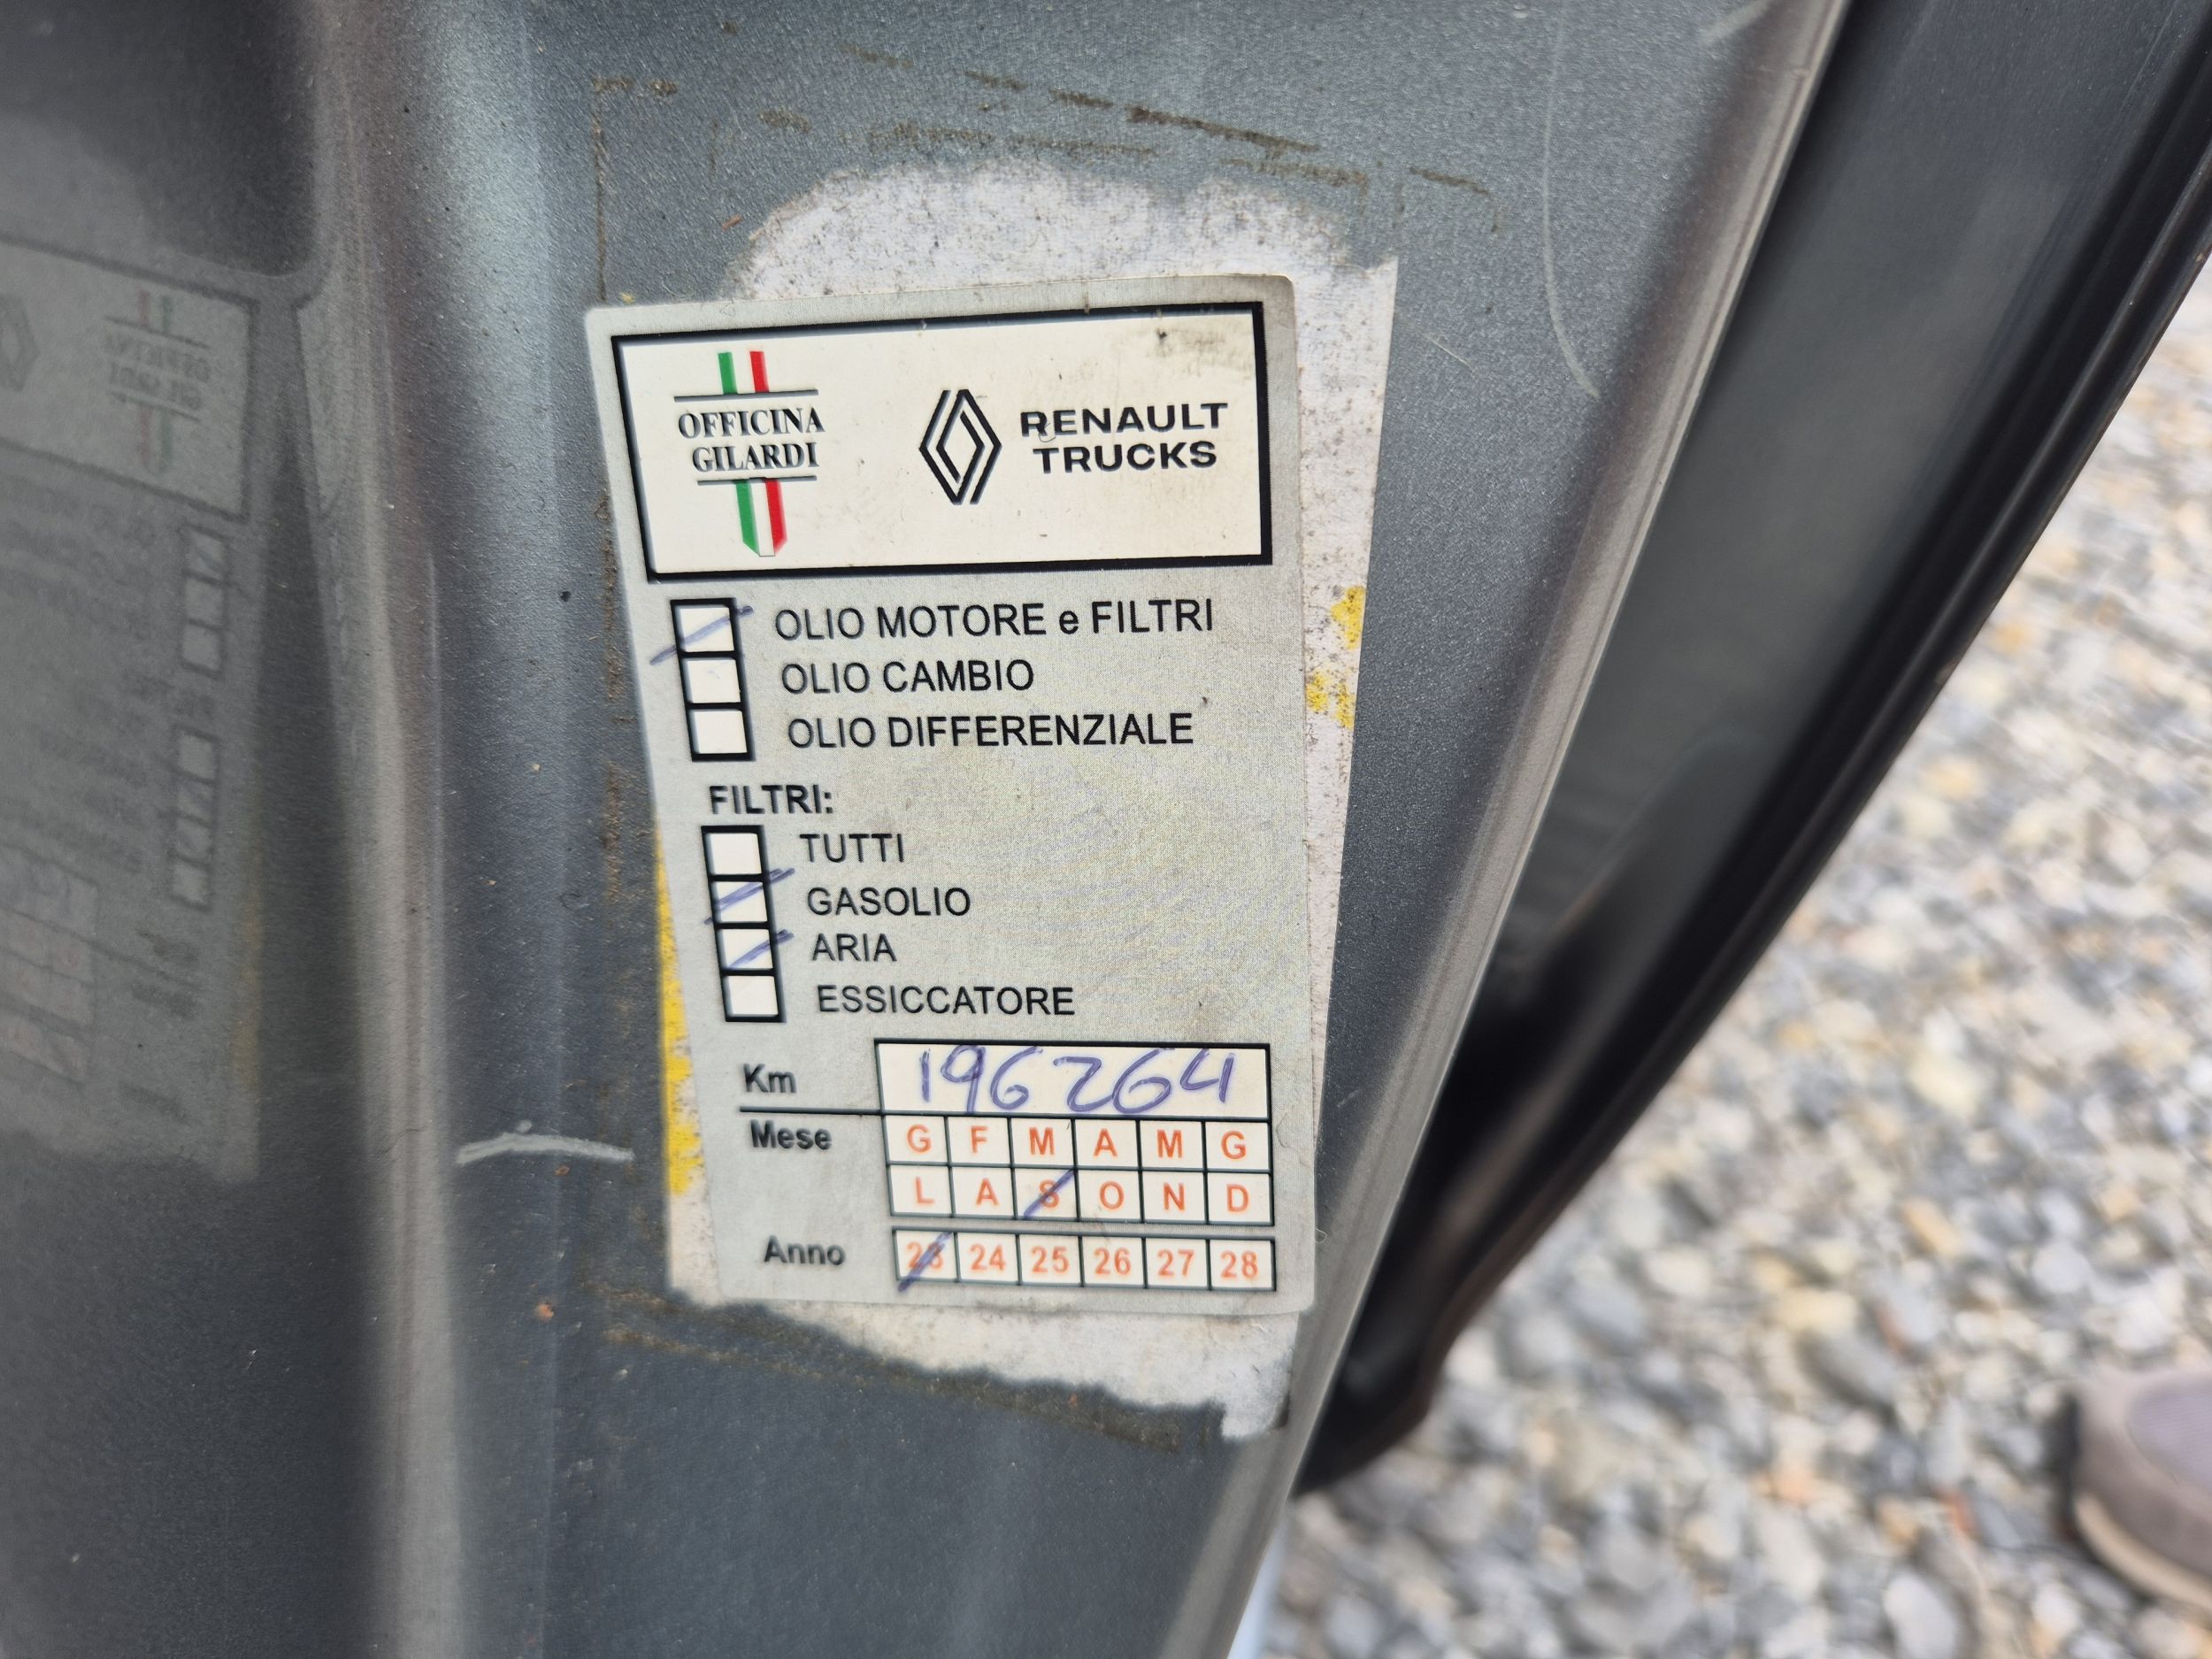 OFFICINA
GILARDI
RENAULT
TRUCKS
OLIO MOTORE e FILTRI
OLIO CAMBIO
OLIO DIFFERENZIALE
FILTRI:
TUTTI
GASOLIO
ARIA
ESSICCATORE
Km 196264
Mese G F M A M G
L A S O N D
Anno 23 24 25 26 27 28